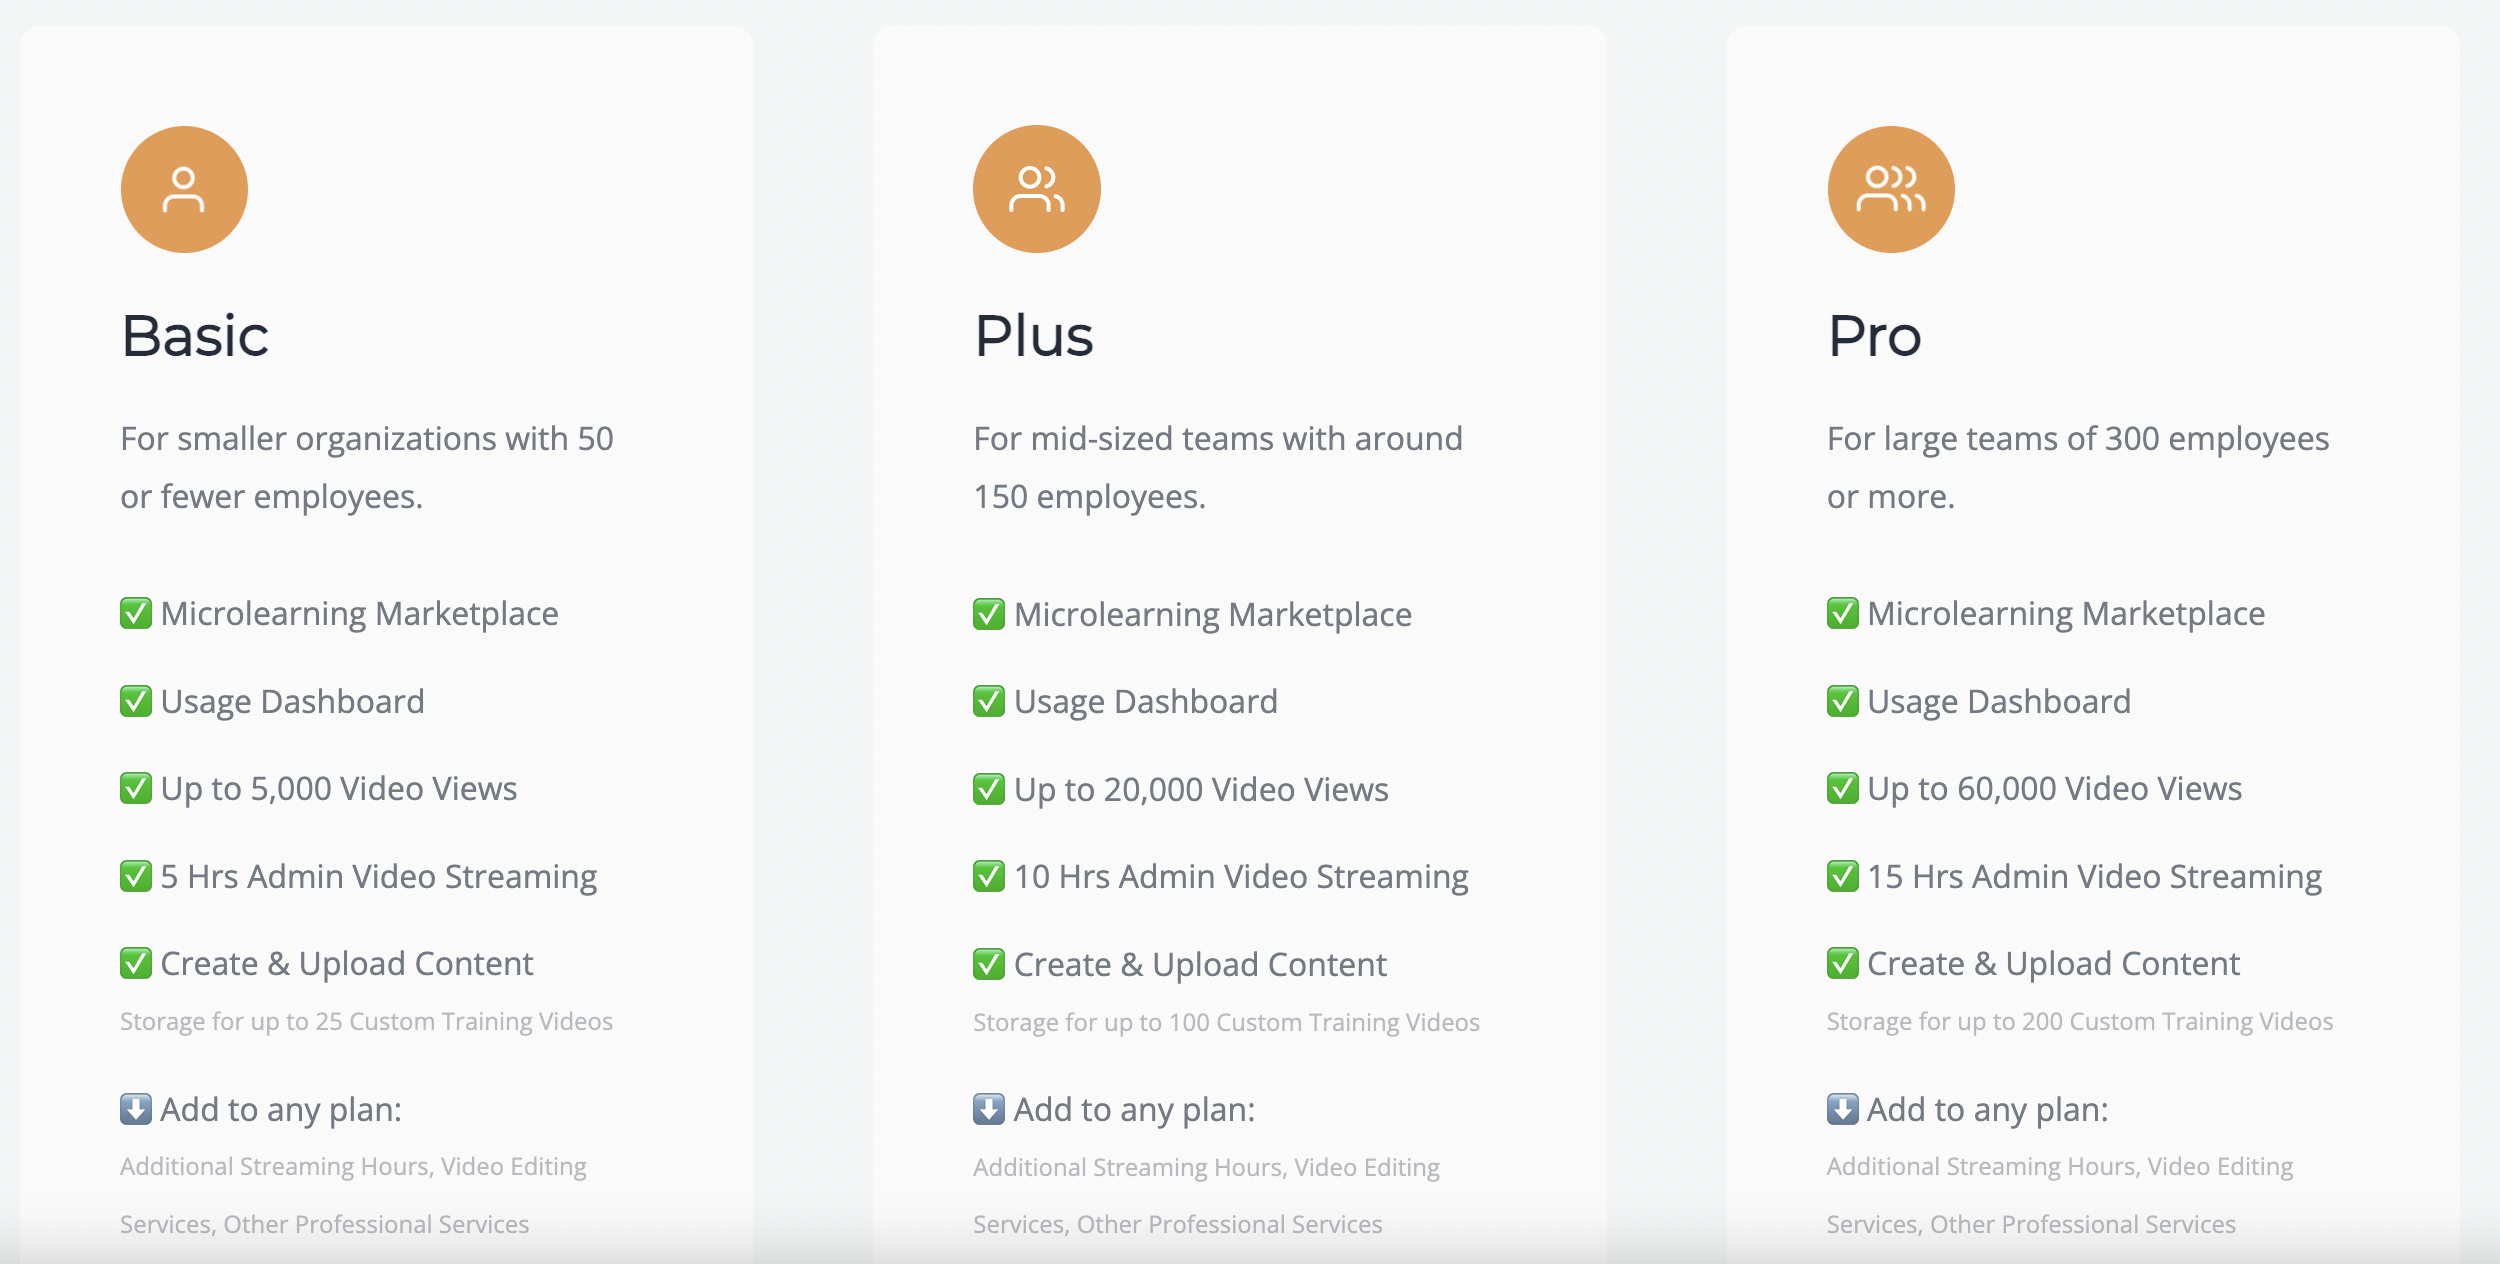 Basic
For smaller organizations with 50
or fewer employees.
✅ Microlearning Marketplace
✅ Usage Dashboard
✅ Up to 5,000 Video Views
✅ 5 Hrs Admin Video Streaming
✅ Create & Upload Content
Storage for up to 25 Custom Training Videos
⬇️ Add to any plan:
Additional Streaming Hours, Video Editing
Services, Other Professional Services
Plus
For mid-sized teams with around
150 employees.
✅ Microlearning Marketplace
✅ Usage Dashboard
✅ Up to 20,000 Video Views
✅ 10 Hrs Admin Video Streaming
✅ Create & Upload Content
Storage for up to 100 Custom Training Videos
⬇️ Add to any plan:
Additional Streaming Hours, Video Editing
Services, Other Professional Services
Pro
For large teams of 300 employees
or more.
✅ Microlearning Marketplace
✅ Usage Dashboard
✅ Up to 60,000 Video Views
✅ 15 Hrs Admin Video Streaming
✅ Create & Upload Content
Storage for up to 200 Custom Training Videos
⬇️ Add to any plan:
Additional Streaming Hours, Video Editing
Services, Other Professional Services